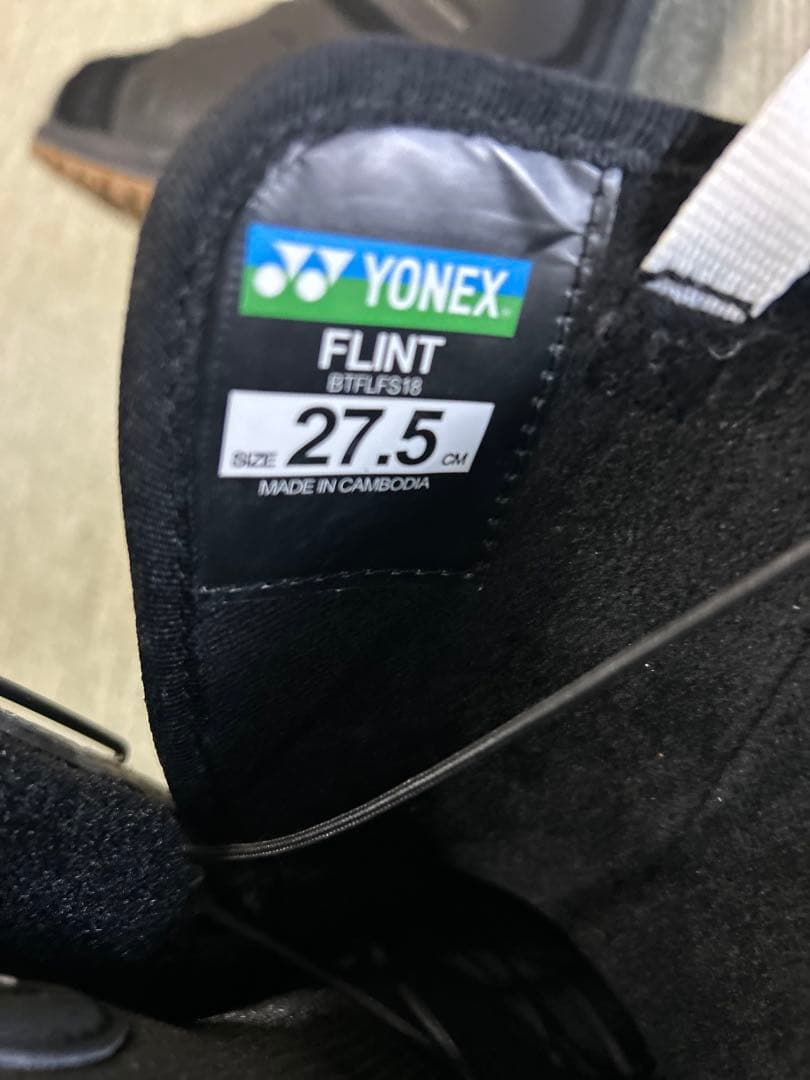 YONEX
FLINT
BTFLFS18
SIZE 27.5 CM
MADE IN CAMBODIA